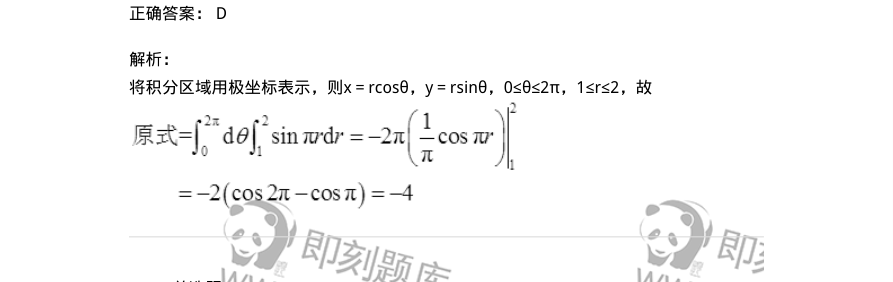 正确答案： D
解析：
将积分区域用极坐标表示，则x = rcosθ，y = rsinθ，0≤θ≤2π，1≤r≤2，故
原式=∫₀^{2π} dθ∫₁² sin πrdr = −2π(1/π cos πr)|₁²
= −2(cos 2π − cos π) = −4
即刻题库 即刻